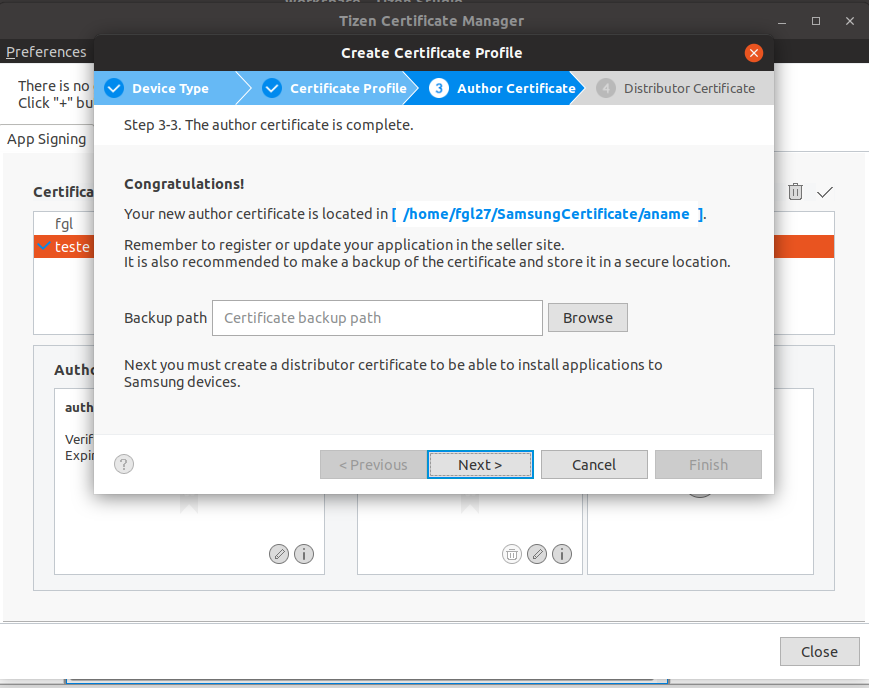 Tizen Certificate Manager
Preferences
Create Certificate Profile
There is no
Click "+" bu
Device Type
Certificate Profile
3 Author Certificate
4 Distributor Certificate
App Signing
Step 3-3. The author certificate is complete.
Certifica
fgl
teste
Congratulations!
Your new author certificate is located in [ /home/fgl27/SamsungCertificate/aname ].
Remember to register or update your application in the seller site.
It is also recommended to make a backup of the certificate and store it in a secure location.
Backup path
Certificate backup path
Browse
Next you must create a distributor certificate to be able to install applications to
Samsung devices.
Autho
auth
Verif
Expir
?
< Previous
Next >
Cancel
Finish
Close